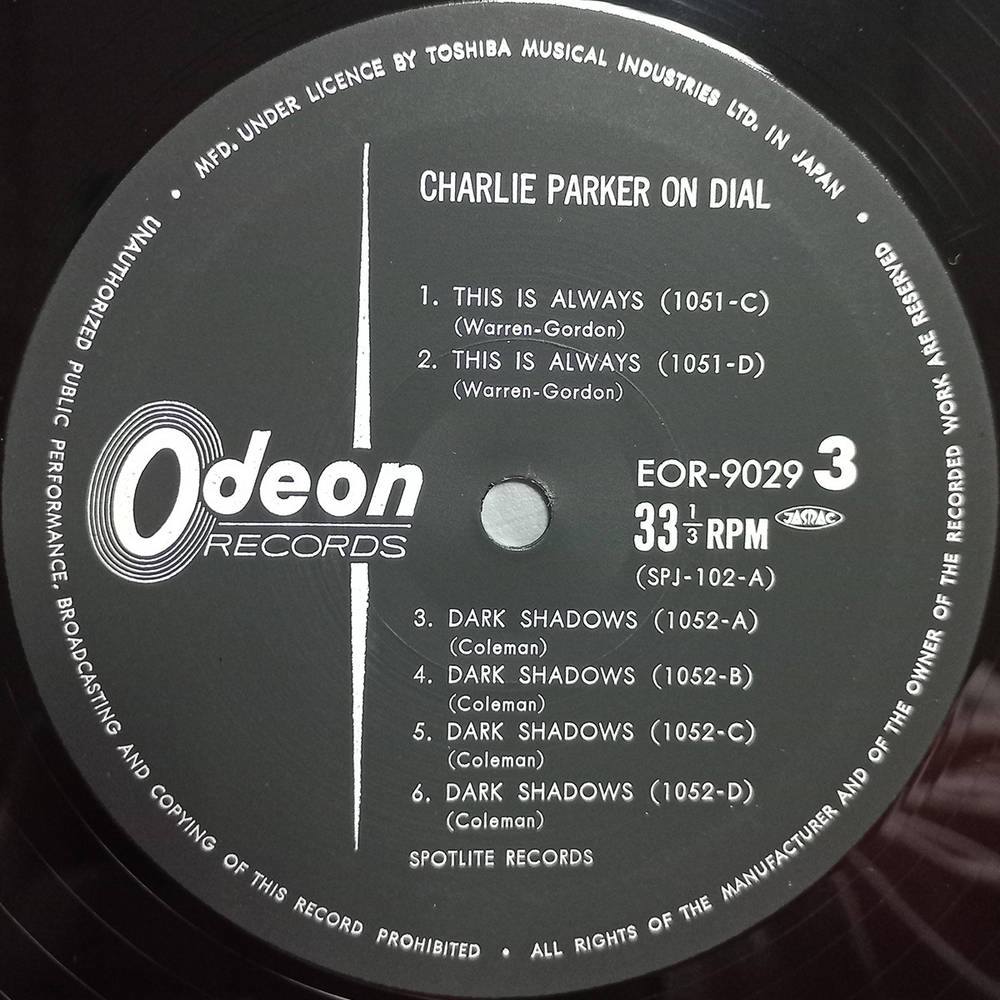 MFD. UNDER LICENCE BY TOSHIBA MUSICAL INDUSTRIES LTD. IN JAPAN •
CHARLIE PARKER ON DIAL
1. THIS IS ALWAYS (1051-C)
(Warren-Gordon)
2. THIS IS ALWAYS (1051-D)
(Warren-Gordon)
Odeon
RECORDS
EOR-9029 3
33 1/3 RPM JASRAC
(SPJ-102-A)
3. DARK SHADOWS (1052-A)
(Coleman)
4. DARK SHADOWS (1052-B)
(Coleman)
5. DARK SHADOWS (1052-C)
(Coleman)
6. DARK SHADOWS (1052-D)
(Coleman)
SPOTLITE RECORDS
ALL RIGHTS OF THE MANUFACTURER AND OF THE OWNER OF THE RECORDED WORK ARE RESERVED •
UNAUTHORIZED PUBLIC PERFORMANCE, BROADCASTING AND COPYING OF THIS RECORD PROHIBITED •